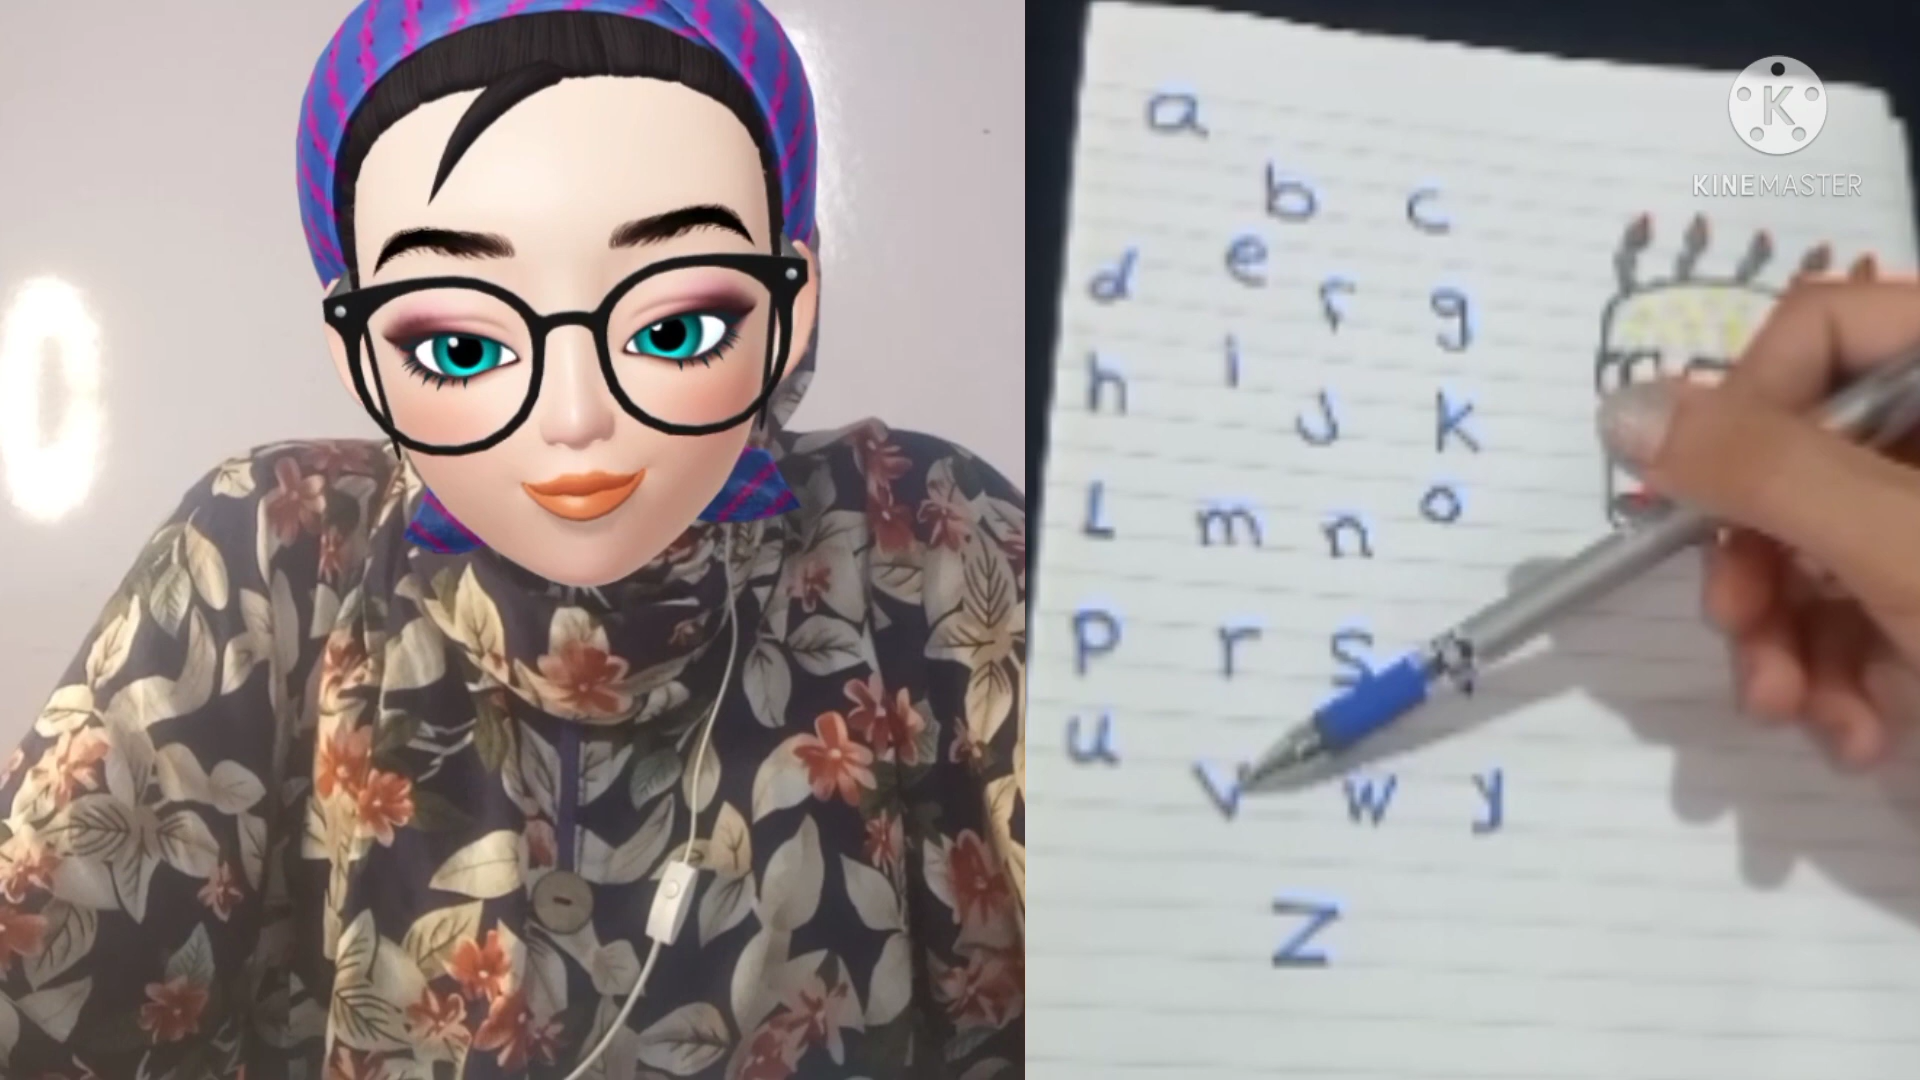 a
b c
d e f g
h i J K
L m n o
p r s
u v w y
z
KINEMASTER